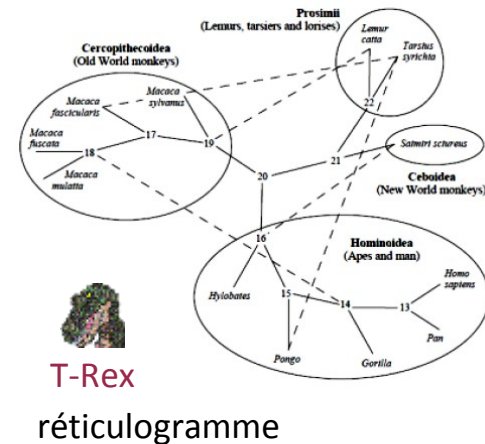 Prosimii
(Lemurs, tarsiers and lorises)
Lemur
catta
Tarsius
syrichta
22
Cercopithecoidea
(Old World monkeys)
Macaca
sylvanus
Macaca
fascicularis
Macaca
fuscata
17
19
18
Macaca
mulatta
21
20
Saimiri sciureus
Ceboidea
(New World monkeys)
16
Hominoidea
(Apes and man)
Hylobates
15
14
13
Homo
sapiens
Pan
Gorilla
Pongo
T-Rex
réticulogramme